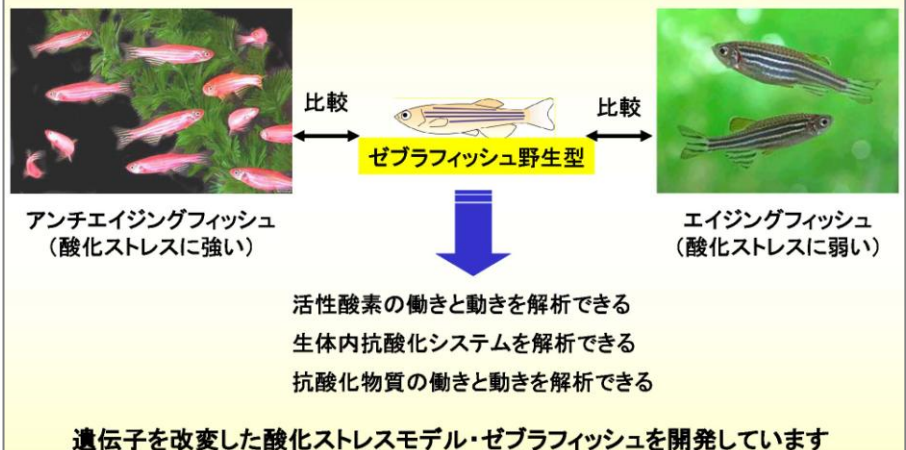 比較
比較
ゼブラフィッシュ野生型
アンチエイジングフィッシュ
（酸化ストレスに強い）
エイジングフィッシュ
（酸化ストレスに弱い）
活性酸素の働きと動きを解析できる
生体内抗酸化システムを解析できる
抗酸化物質の働きと動きを解析できる
遺伝子を改変した酸化ストレスモデル・ゼブラフィッシュを開発しています